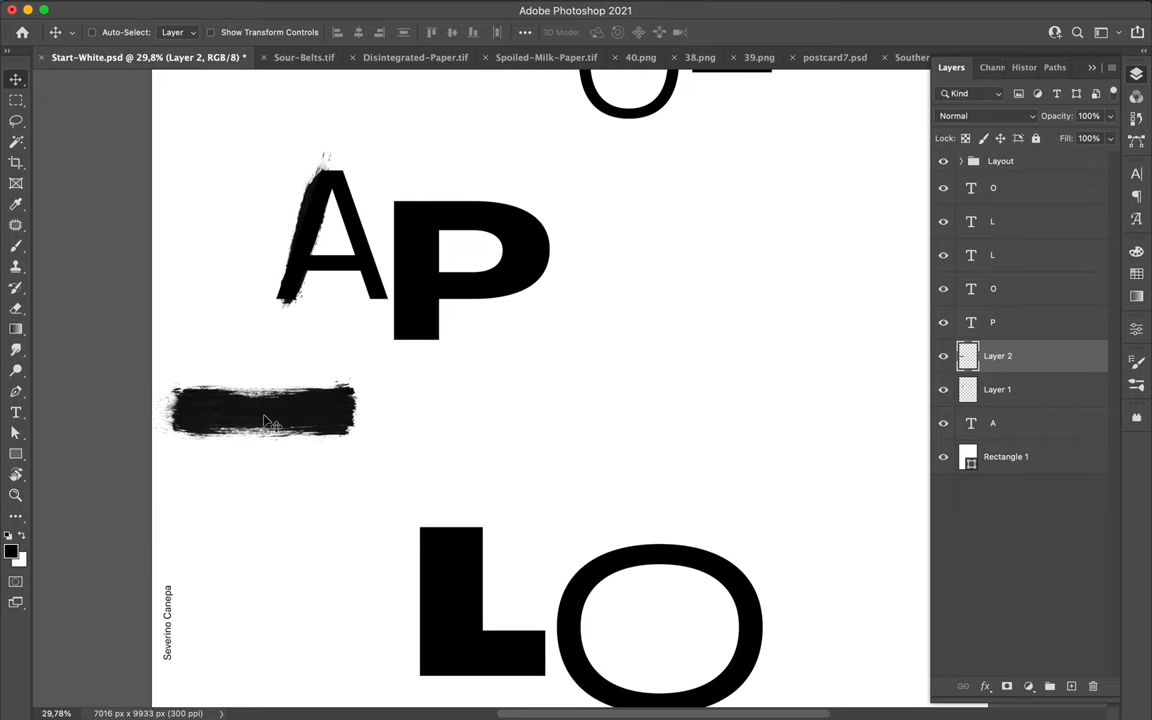 Adobe Photoshop 2021
Auto-Select: Layer Show Transform Controls 3D Mode:
Start-White.psd @ 29,8% (Layer 2, RGB/8) * Sour-Belts.tif Disintegrated-Paper.tif Spoiled-Milk-Paper.tif 40.png 38.png 39.png postcard7.psd Southern
Layers Chann Histor Paths
Kind
Normal Opacity: 100%
Lock: Fill: 100%
Layout
O
L
L
O
P
Layer 2
Layer 1
A
Rectangle 1
A P
L O
Severino Canepa
29,78% 7016 px x 9933 px (300 ppi)